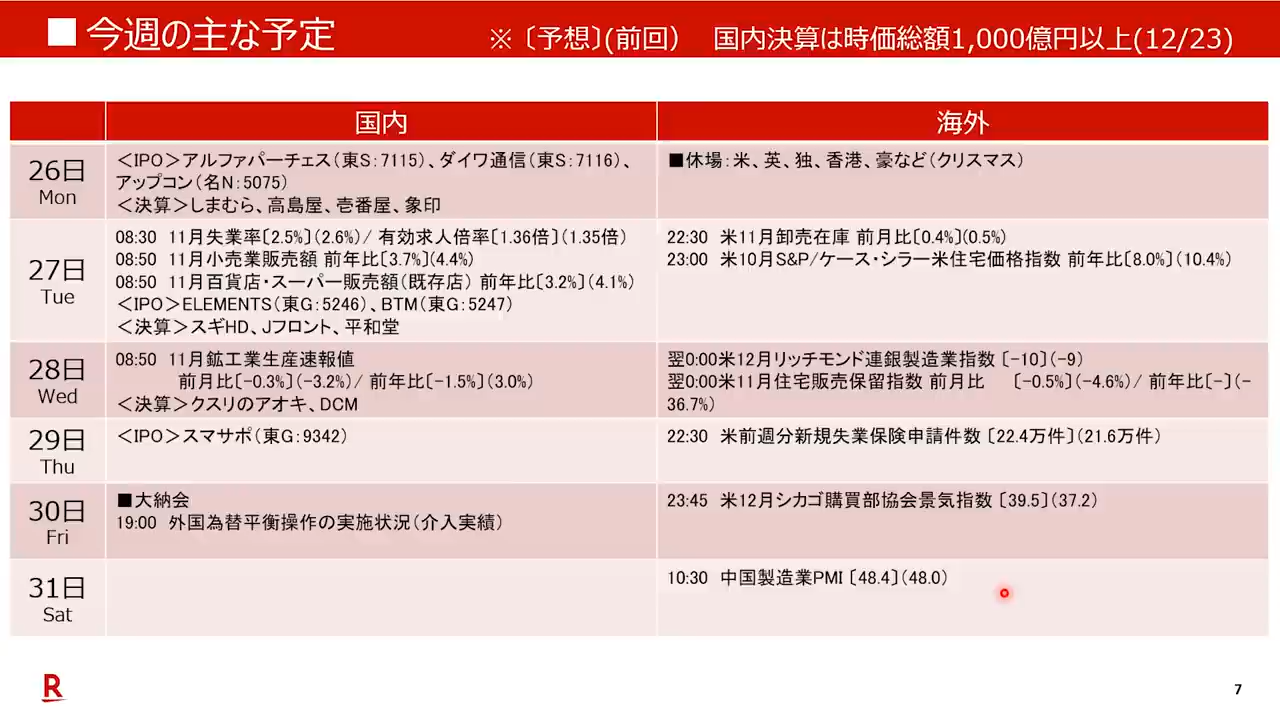 ■ 今週の主な予定
※〔予想〕(前回)　国内決算は時価総額1,000億円以上(12/23)
国内
海外
26日
Mon
＜IPO＞アルファパーチェス(東S:7115)、ダイワ通信(東S:7116)、
アップコン(名N:5075)
＜決算＞しまむら、高島屋、壱番屋、象印
■休場:米、英、独、香港、豪など(クリスマス)
27日
Tue
08:30 11月失業率〔2.5%〕(2.6%)/ 有効求人倍率〔1.36倍〕(1.35倍)
08:50 11月小売業販売額 前年比〔3.7%〕(4.4%)
08:50 11月百貨店・スーパー販売額(既存店) 前年比〔3.2%〕(4.1%)
＜IPO＞ELEMENTS(東G:5246)、BTM(東G:5247)
＜決算＞スギHD、Jフロント、平和堂
22:30 米11月卸売在庫 前月比〔0.4%〕(0.5%)
23:00 米10月S&P/ケース・シラー米住宅価格指数 前年比〔8.0%〕(10.4%)
28日
Wed
08:50 11月鉱工業生産速報値
前月比〔-0.3%〕(-3.2%)/ 前年比〔-1.5%〕(3.0%)
＜決算＞クスリのアオキ、DCM
翌0:00米12月リッチモンド連銀製造業指数〔-10〕(-9)
翌0:00米11月住宅販売保留指数 前月比　〔-0.5%〕(-4.6%)/ 前年比〔-〕(-
36.7%)
29日
Thu
＜IPO＞スマサポ(東G:9342)
22:30 米前週分新規失業保険申請件数〔22.4万件〕(21.6万件)
30日
Fri
■大納会
19:00 外国為替平衡操作の実施状況(介入実績)
23:45 米12月シカゴ購買部協会景気指数〔39.5〕(37.2)
31日
Sat
10:30 中国製造業PMI〔48.4〕(48.0)
R
7